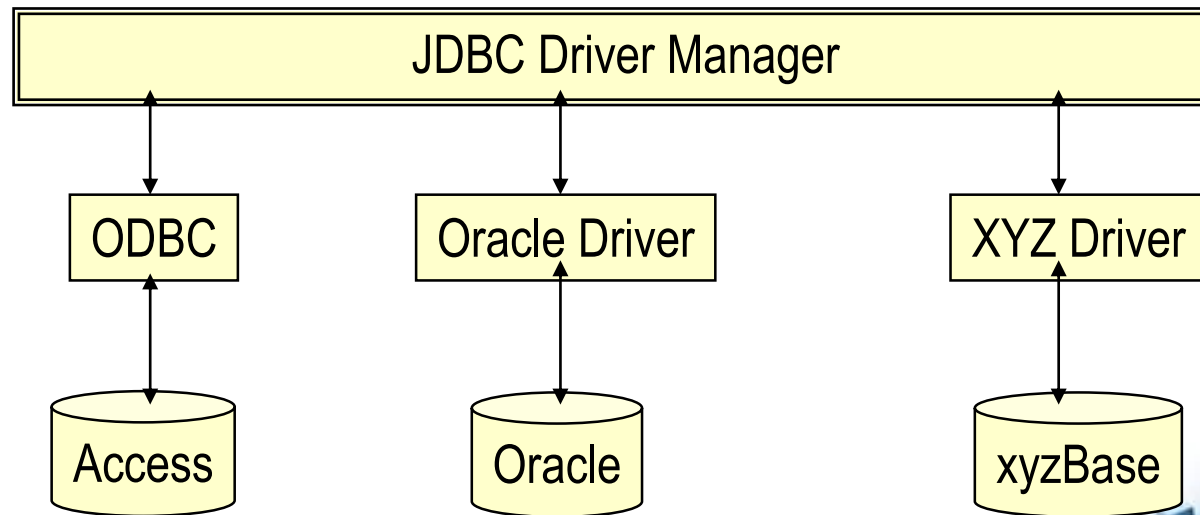 JDBC Driver Manager
ODBC
Oracle Driver
XYZ Driver
Access
Oracle
xyzBase